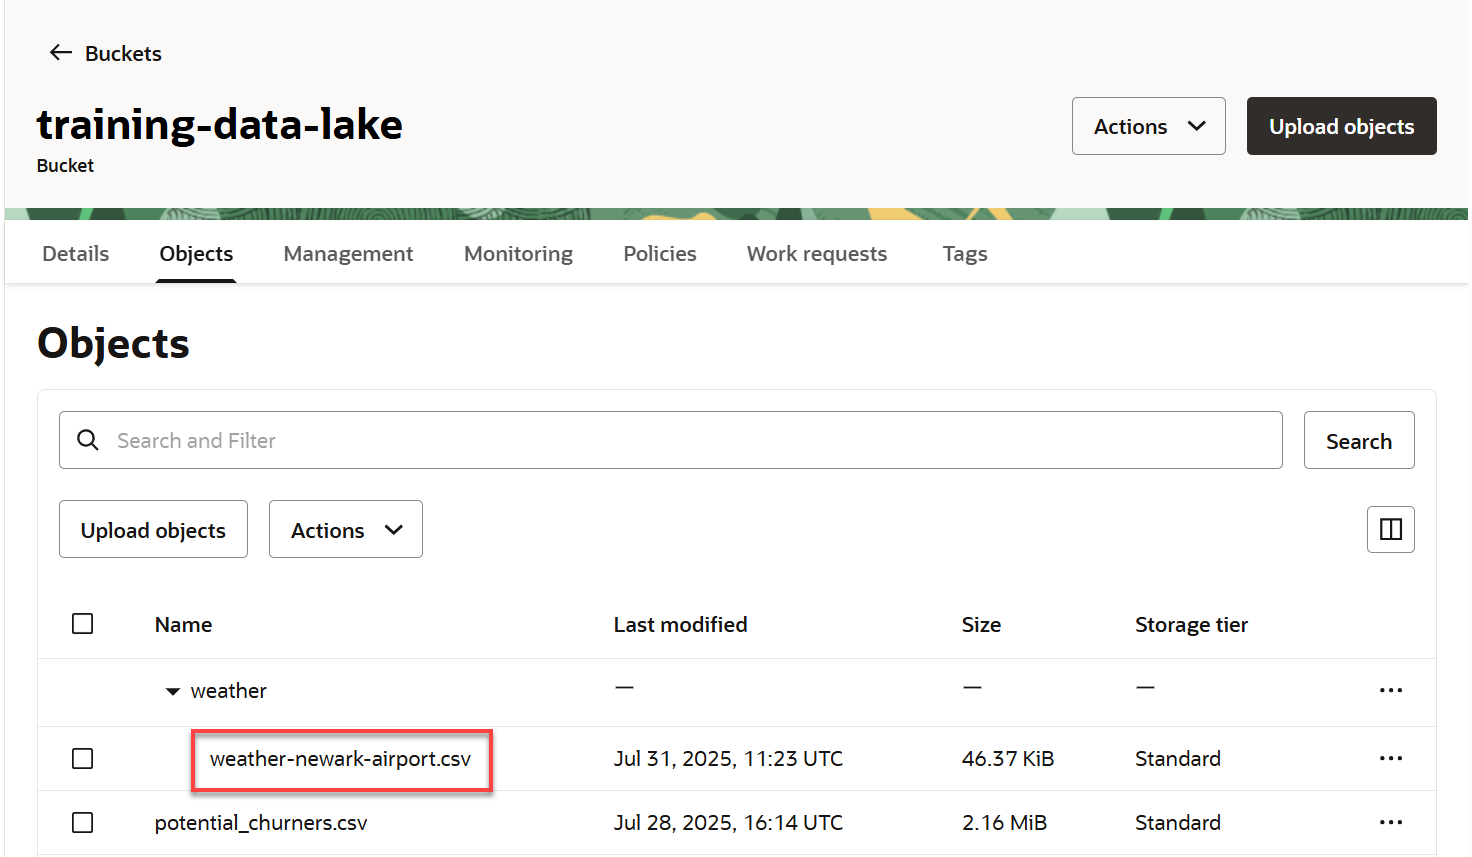 Buckets
training-data-lake
Bucket
Actions
Upload objects
Details Objects Management Monitoring Policies Work requests Tags
Objects
Search and Filter
Search
Upload objects Actions
Name Last modified Size Storage tier
weather — — —
weather-newark-airport.csv Jul 31, 2025, 11:23 UTC 46.37 KiB Standard
potential_churners.csv Jul 28, 2025, 16:14 UTC 2.16 MiB Standard